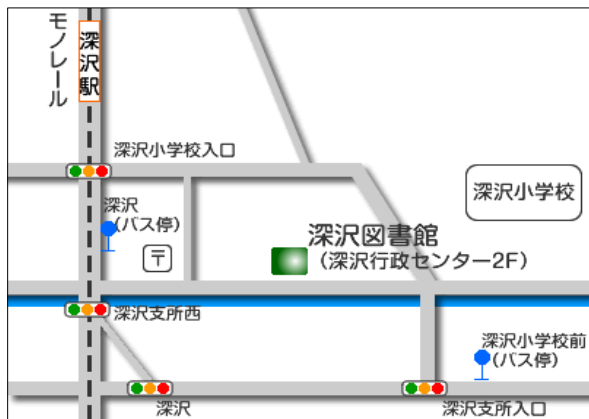 モノレール
深沢駅
深沢小学校入口
深沢
(バス停)
〒
深沢小学校
深沢図書館
(深沢行政センター2F)
深沢支所西
深沢小学校前
(バス停)
深沢
深沢支所入口